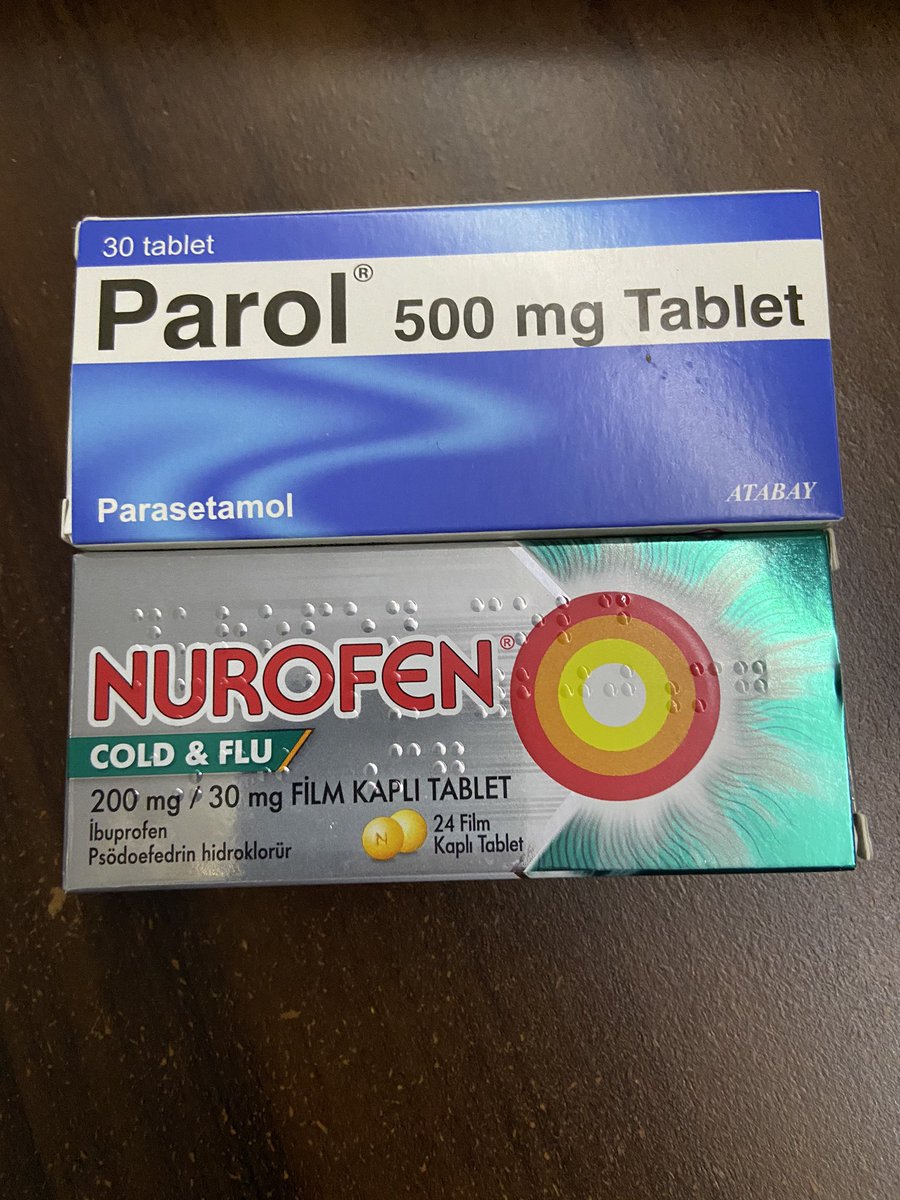 30 tablet
Parol® 500 mg Tablet
Parasetamol
ATABAY
NUROFEN®
COLD & FLU
200 mg / 30 mg FİLM KAPLI TABLET
İbuprofen
Psödoefedrin hidroklorür
N
24 Film
Kaplı Tablet